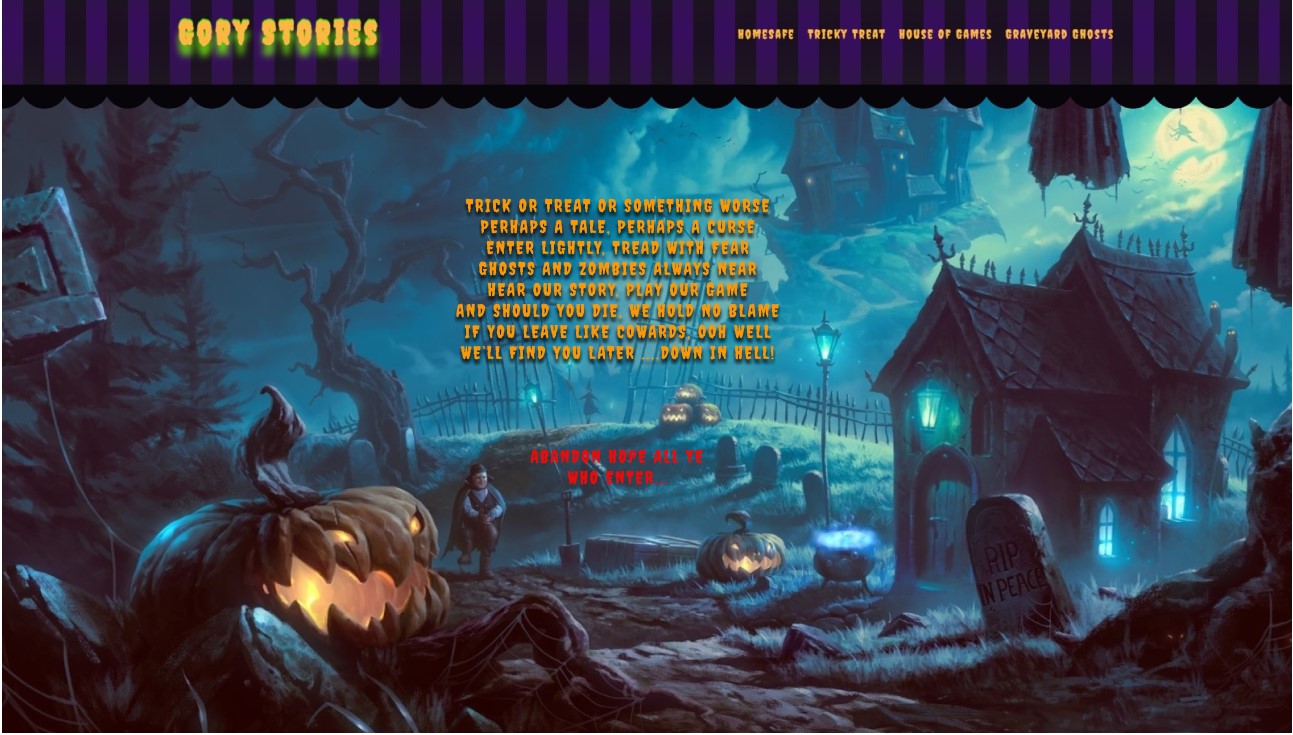 GORY STORIES
HOMESAFE TRICKY TREAT HOUSE OF GAMES GRAVEYARD GHOSTS
TRICK OR TREAT OR SOMETHING WORSE
PERHAPS A TALE, PERHAPS A CURSE
ENTER LIGHTLY, TREAD WITH FEAR
GHOSTS AND ZOMBIES ALWAYS NEAR
HEAR OUR STORY, PLAY OUR GAME
AND SHOULD YOU DIE, WE HOLD NO BLAME
IF YOU LEAVE LIKE COWARDS, OOH WELL
WE'LL FIND YOU LATER ....DOWN IN HELL!
ABANDON HOPE ALL YE
WHO ENTER...
RIP
IN PEACE